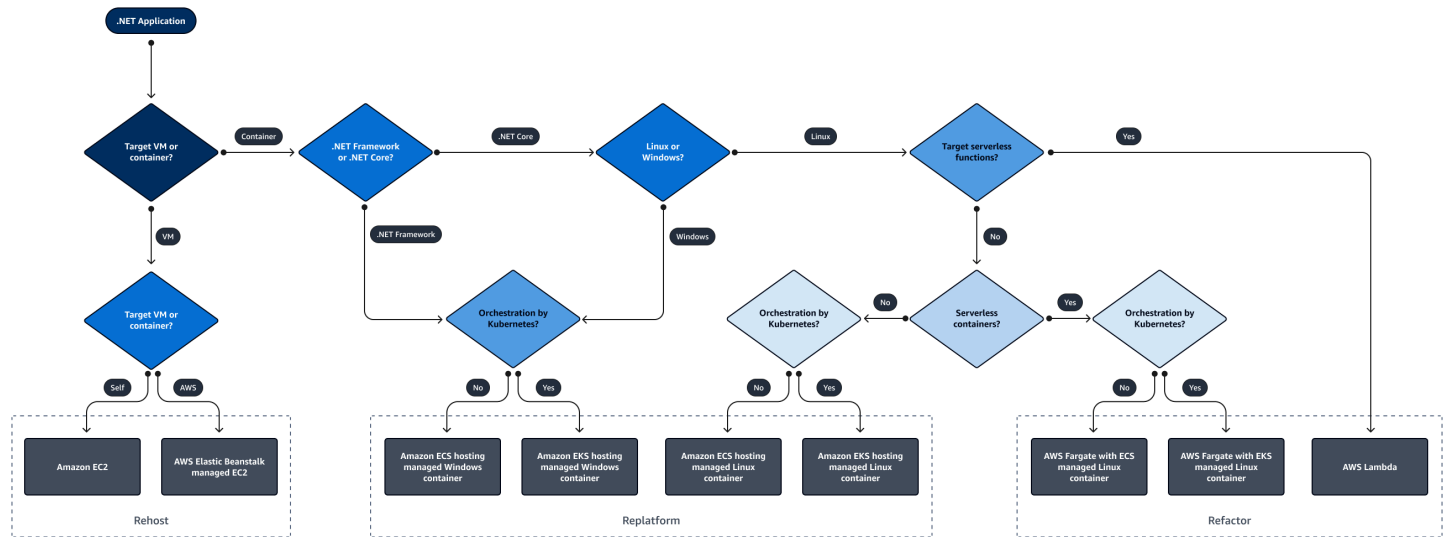 .NET Application
Target VM or
container?
Container
.NET Framework
or .NET Core?
.NET Core
Linux or
Windows?
Linux
Target serverless
functions?
Yes
VM
.NET Framework
Windows
No
Target VM or
container?
Orchestration by
Kubernetes?
Orchestration by
Kubernetes?
No
Serverless
containers?
Yes
Orchestration by
Kubernetes?
Self
AWS
No
Yes
No
Yes
No
Yes
Amazon EC2
AWS Elastic Beanstalk
managed EC2
Amazon ECS hosting
managed Windows
container
Amazon EKS hosting
managed Windows
container
Amazon ECS hosting
managed Linux
container
Amazon EKS hosting
managed Linux
container
AWS Fargate with ECS
managed Linux
container
AWS Fargate with EKS
managed Linux
container
AWS Lambda
Rehost
Replatform
Refactor